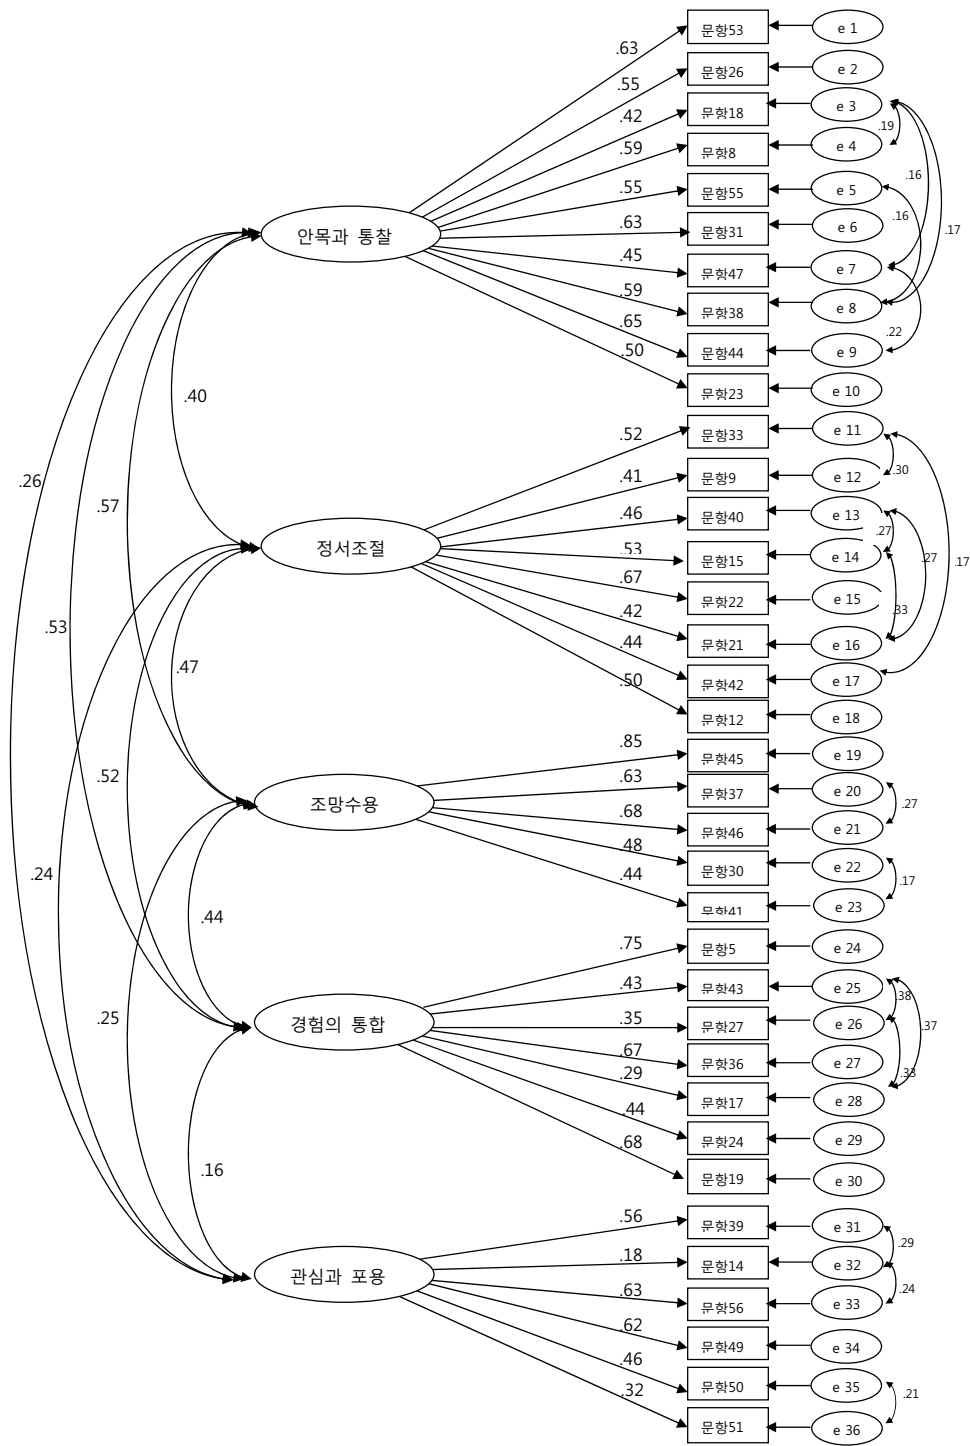 문항53
e 1
.63
문항26
e 2
.55
문항18
e 3
.42
.19
문항8
e 4
.59
.16
문항55
e 5
.55
.16
문항31
e 6
.63
.17
안목과 통찰
문항47
e 7
.45
문항38
e 8
.59
.65
.22
문항44
e 9
.50
문항23
e 10
.40
문항33
e 11
.52
.30
문항9
e 12
.41
.26
.57
문항40
e 13
.46
.27
정서조절
문항15
e 14
.53
.27
.17
.67
문항22
e 15
.42
.33
문항21
e 16
.53
.44
.47
문항42
e 17
.50
문항12
e 18
.85
문항45
e 19
.52
.63
문항37
e 20
.27
조망수용
.68
문항46
e 21
.48
문항30
e 22
.24
.44
.17
문항41
e 23
.44
.75
문항5
e 24
.43
문항43
e 25
.38
.25
.35
문항27
e 26
.37
경험의 통합
.67
문항36
e 27
.29
.33
문항17
e 28
.44
문항24
e 29
.68
.16
문항19
e 30
.56
문항39
e 31
.29
.18
문항14
e 32
관심과 포용
.63
.24
문항56
e 33
.62
문항49
e 34
.46
문항50
e 35
.32
.21
문항51
e 36